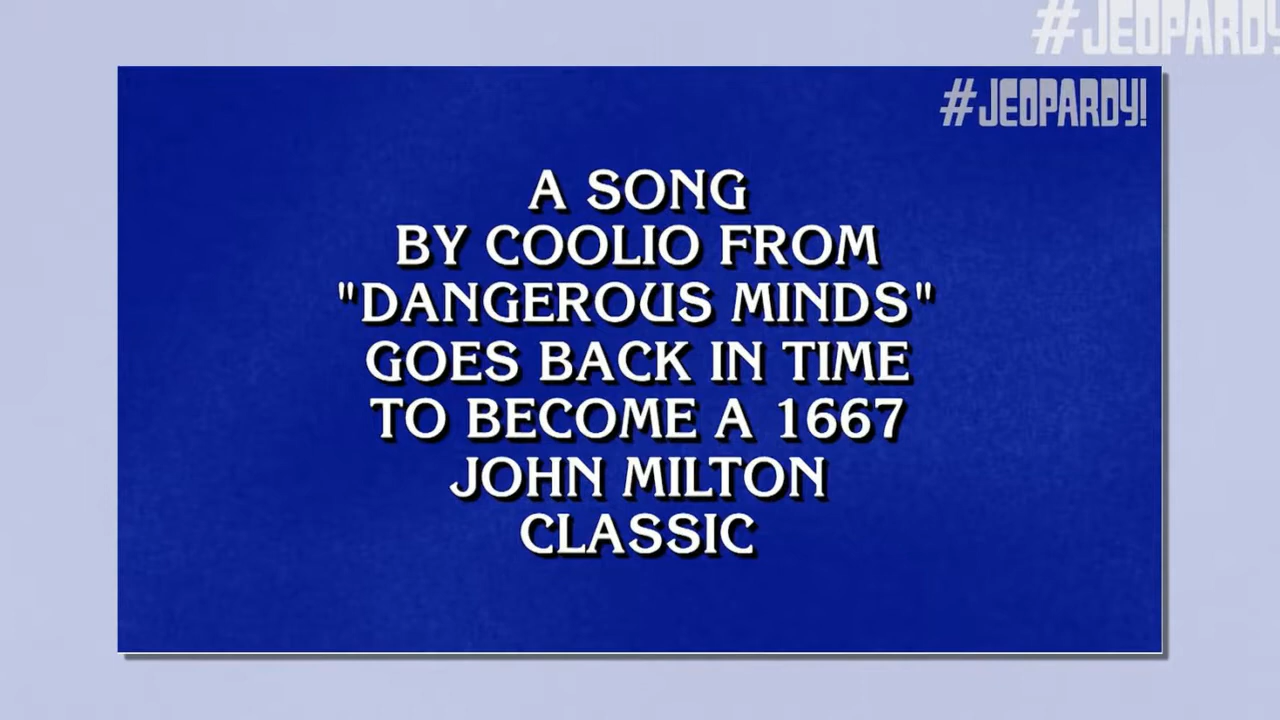 #JEOPARDY
#JEOPARDY!
A SONG
BY COOLIO FROM
"DANGEROUS MINDS"
GOES BACK IN TIME
TO BECOME A 1667
JOHN MILTON
CLASSIC